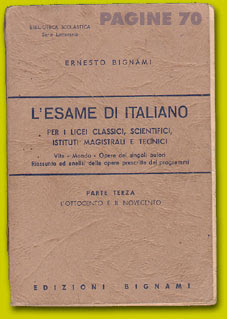 PAGINE 70
BIBLIOTECA SCOLASTICA
Serie Letteraria
ERNESTO BIGNAMI
L'ESAME DI ITALIANO
PER I LICEI CLASSICI, SCIENTIFICI,
ISTITUTI MAGISTRALI E TECNICI
Vita - Mondo - Opere dei singoli autori
Riassunto ed analisi delle opere prescritte dai programmi
PARTE TERZA
L'OTTOCENTO E IL NOVECENTO
EDIZIONI BIGNAMI